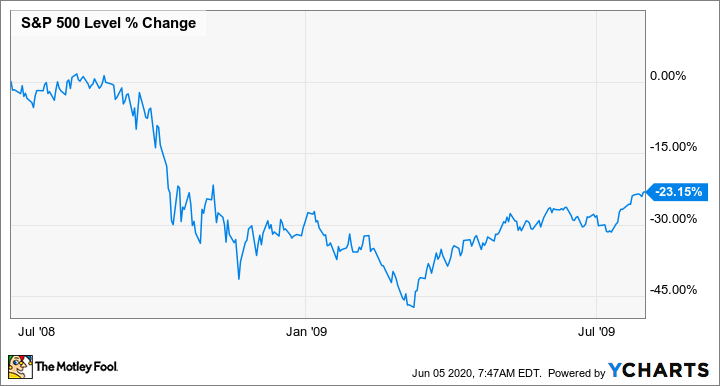 S&P 500 Level % Change
0.00%
-15.00%
-23.15%
-30.00%
-45.00%
Jul '08 Jan '09 Jul '09
The Motley Fool.
Jun 05 2020, 7:47AM EDT. Powered by YCHARTS